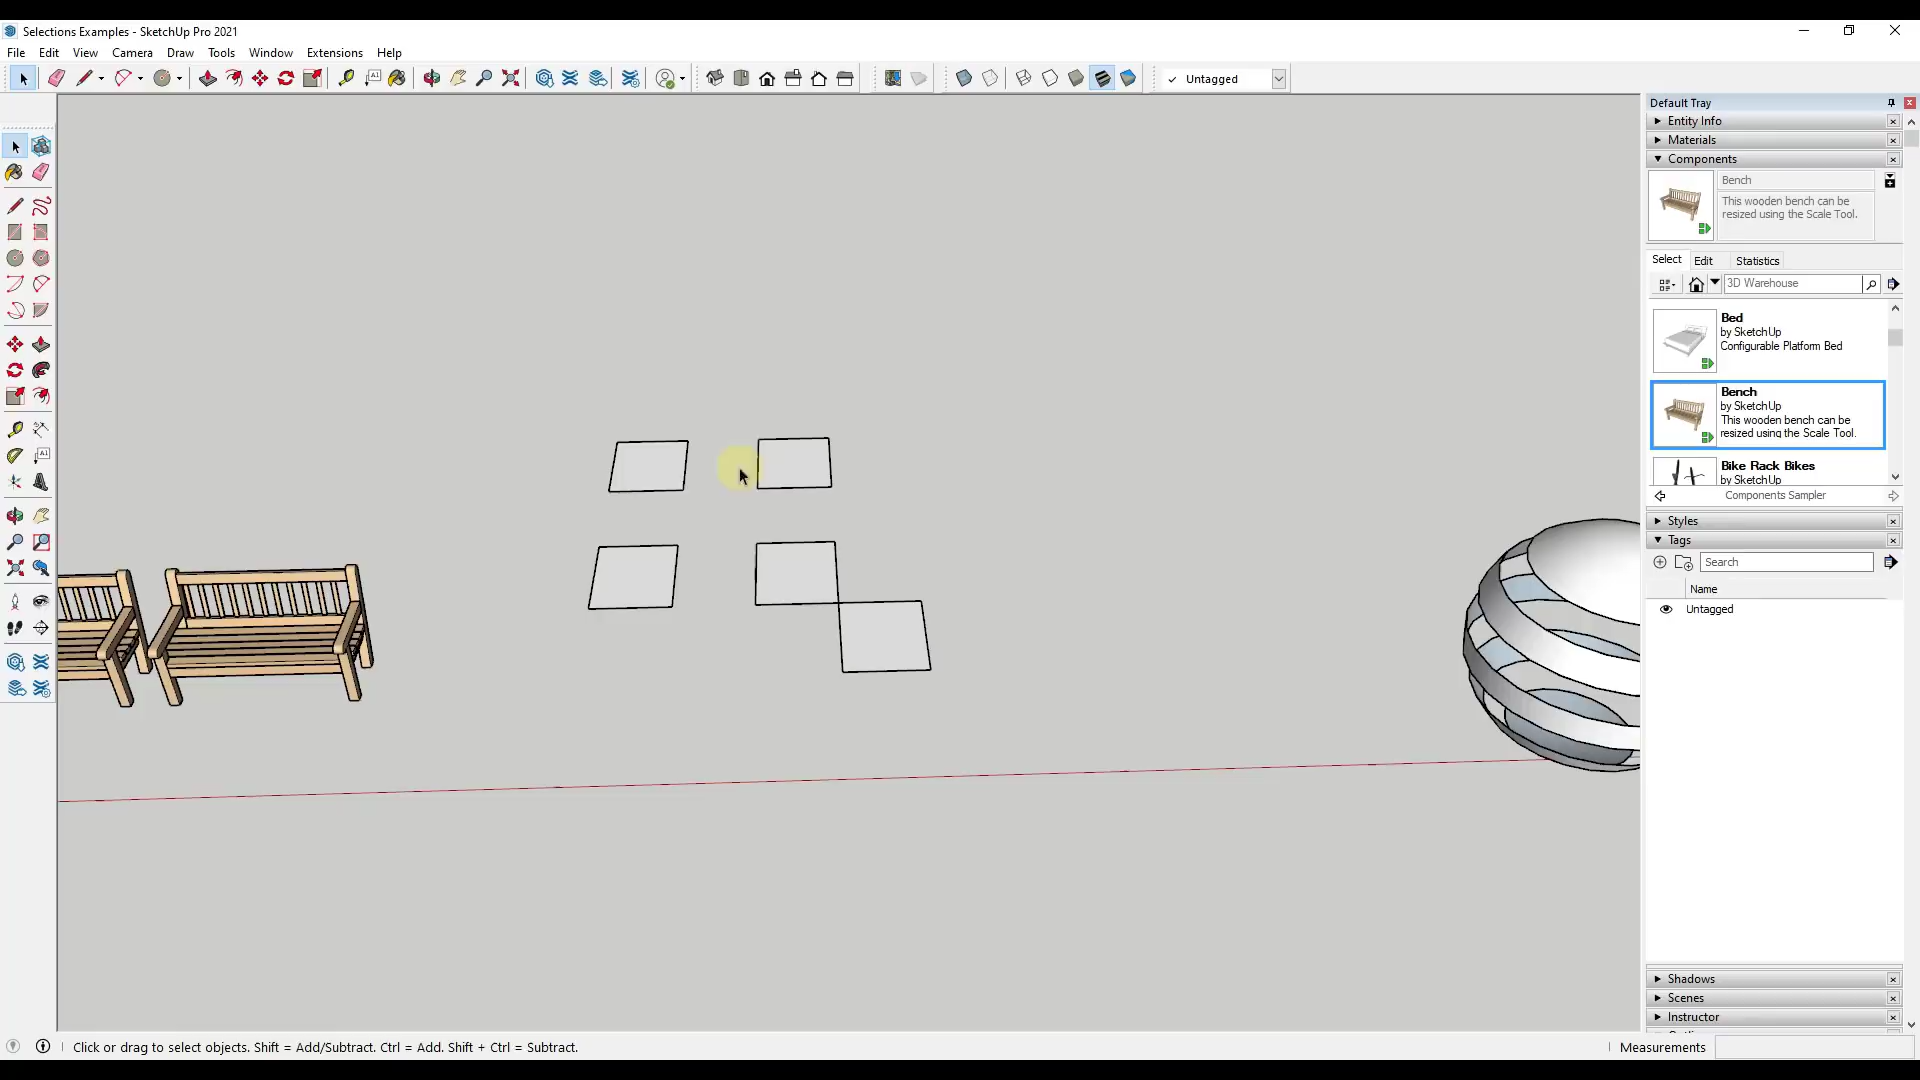 Selections Examples - SketchUp Pro 2021
File Edit View Camera Draw Tools Window Extensions Help
Untagged
Default Tray
Entity Info
Materials
Components
Bench
This wooden bench can be
resized using the Scale Tool.
Select Edit Statistics
3D Warehouse
Bed
by SketchUp
Configurable Platform Bed
Bench
by SketchUp
This wooden bench can be
resized using the Scale Tool.
Bike Rack Bikes
by SketchUp
Components Sampler
Styles
Tags
Search
Name
Untagged
Shadows
Scenes
Instructor
Click or drag to select objects. Shift = Add/Subtract. Ctrl = Add. Shift + Ctrl = Subtract.
Measurements